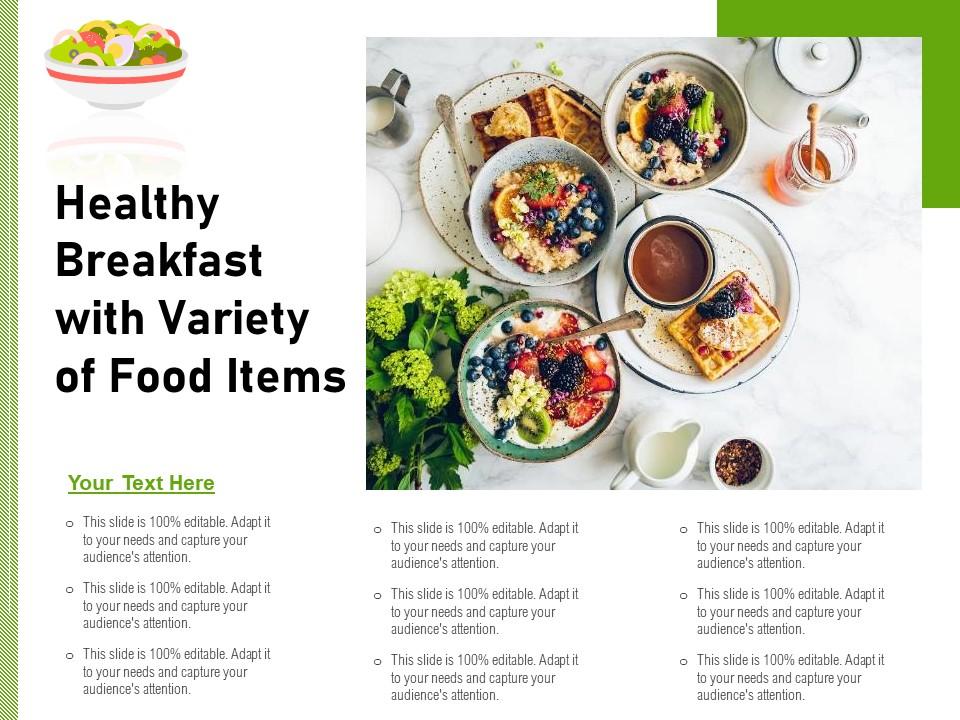 Healthy
Breakfast
with Variety
of Food Items
Your Text Here
o This slide is 100% editable. Adapt it
to your needs and capture your
audience's attention.
o This slide is 100% editable. Adapt it
to your needs and capture your
audience's attention.
o This slide is 100% editable. Adapt it
to your needs and capture your
audience's attention.
o This slide is 100% editable. Adapt it
to your needs and capture your
audience's attention.
o This slide is 100% editable. Adapt it
to your needs and capture your
audience's attention.
o This slide is 100% editable. Adapt it
to your needs and capture your
audience's attention.
o This slide is 100% editable. Adapt it
to your needs and capture your
audience's attention.
o This slide is 100% editable. Adapt it
to your needs and capture your
audience's attention.
o This slide is 100% editable. Adapt it
to your needs and capture your
audience's attention.